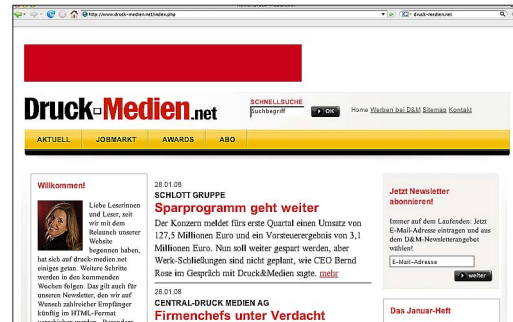 http://www.druck-medien.net/index.php
druck-medien.net
Druck-Medien.net
SCHNELLSUCHE
Suchbegriff
OK
Home Werben bei D&M Sitemap Kontakt
AKTUELL JOBMARKT AWARDS ABO
Willkommen!
Liebe Leserinnen
und Leser, seit
wir mit dem
Relaunch unserer
Website
begonnen haben,
hat sich auf druck-medien.net
einiges getan. Weitere Schritte
werden in den kommenden
Wochen folgen. Das gilt auch für
unseren Newsletter, den wir auf
Wunsch zahlreicher Empfänger
künftig im HTML-Format
28.01.08
SCHLOTT GRUPPE
Sparprogramm geht weiter
Der Konzern meldet fürs erste Quartal einen Umsatz von
127,5 Millionen Euro und ein Vorsteuerergebnis von 3,1
Millionen Euro. Nun soll weiter gespart werden, aber
Werk-Schließungen sind nicht geplant, wie CEO Bernd
Rose im Gespräch mit Druck&Medien sagte. mehr
26.01.08
CENTRAL-DRUCK MEDIEN AG
Firmenchefs unter Verdacht
Jetzt Newsletter
abonnieren!
Immer auf dem Laufenden: Jetzt
E-Mail-Adresse eintragen und aus
dem D&M-Newsletterangebot
wählen!
E-Mail-Adresse
weiter
Das Januar-Heft